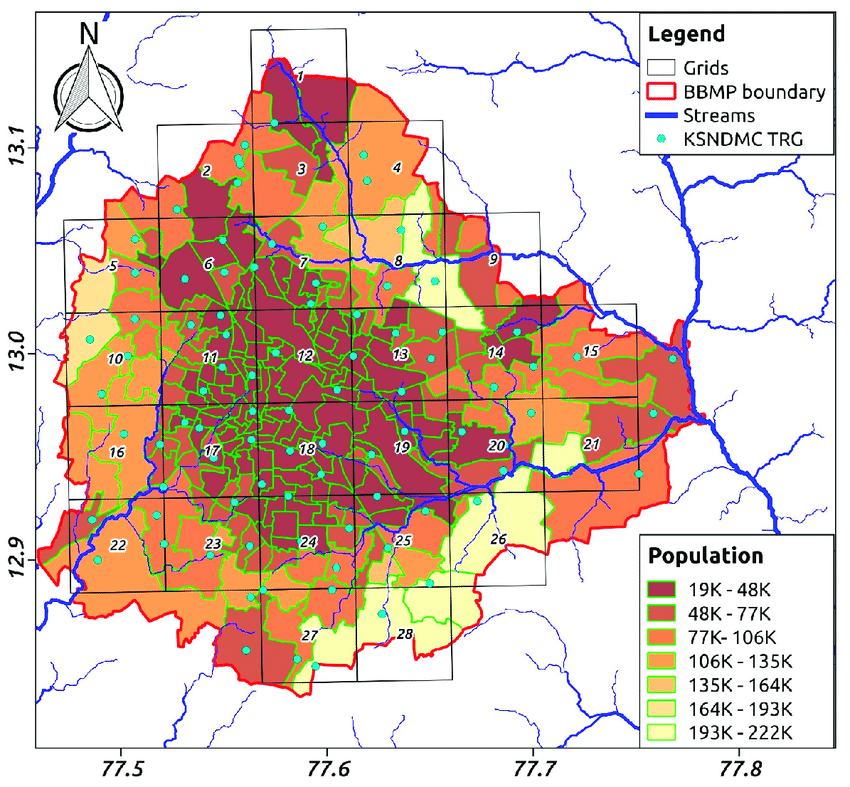 N
Legend
Grids
BBMP boundary
Streams
KSNDMC TRG
13.1
13.0
12.9
1
2
3
4
5
6
7
8
9
10
11
12
13
14
15
16
17
18
19
20
21
22
23
24
25
26
27
28
Population
19K - 48K
48K - 77K
77K- 106K
106K - 135K
135K - 164K
164K - 193K
193K - 222K
77.5
77.6
77.7
77.8